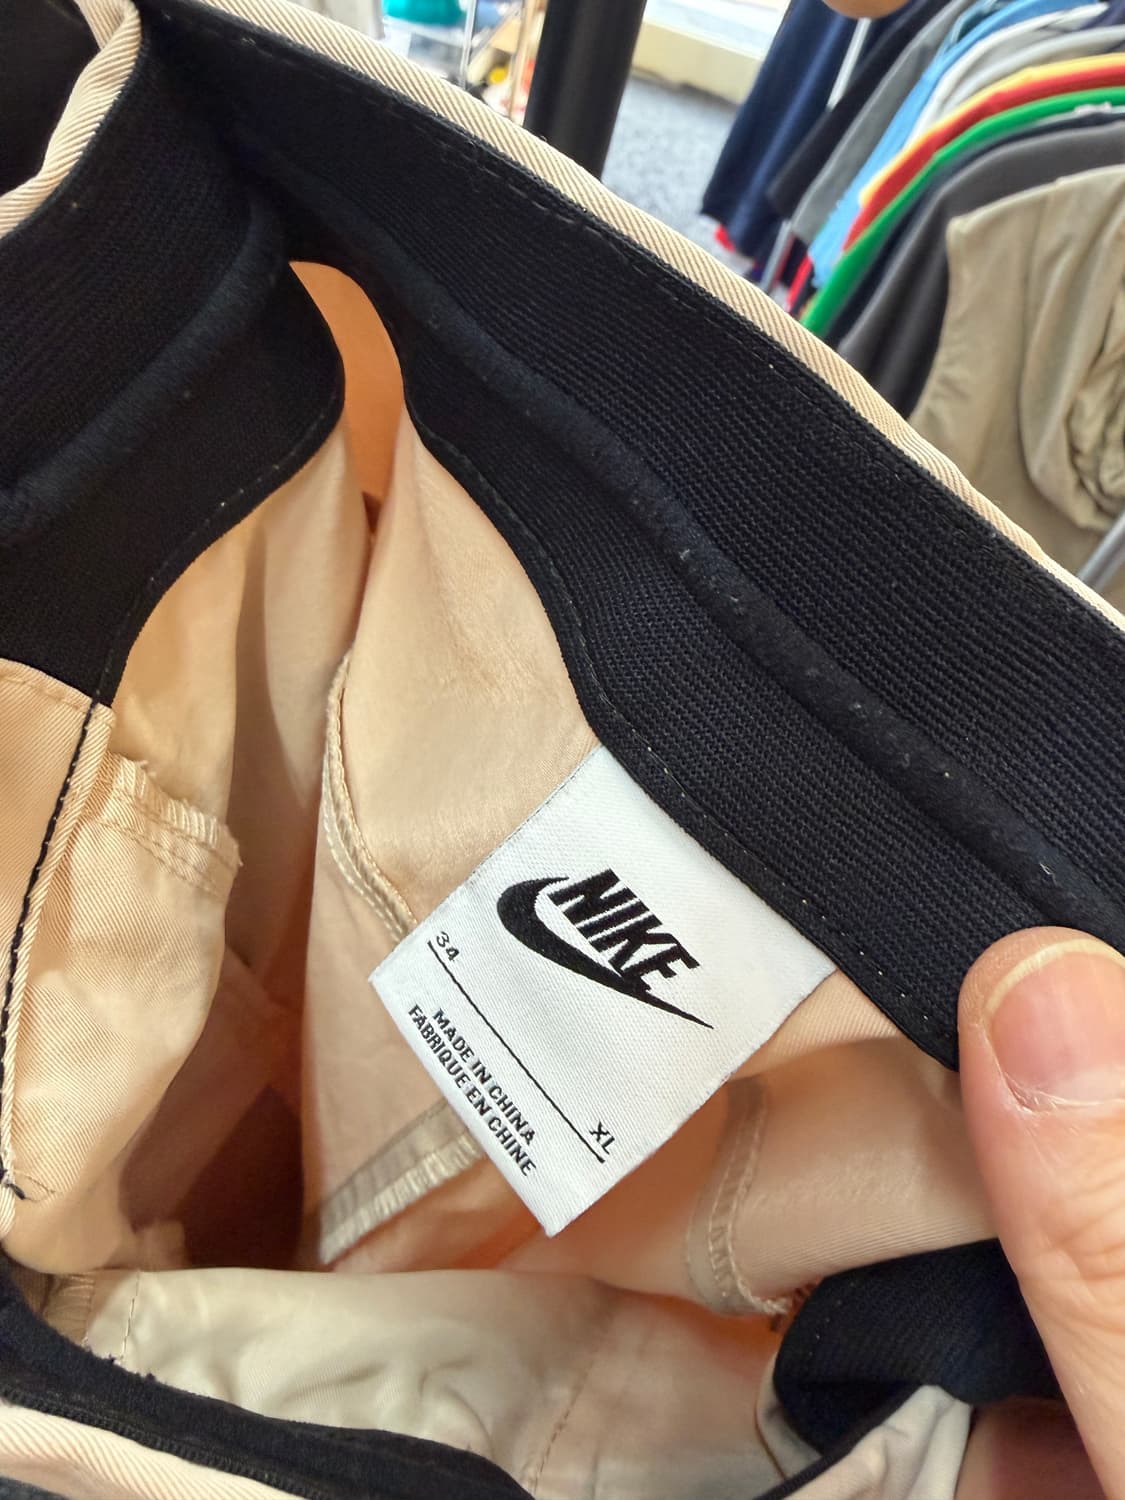 NIKE
34 XL
MADE IN CHINA
FABRIQUE EN CHINE